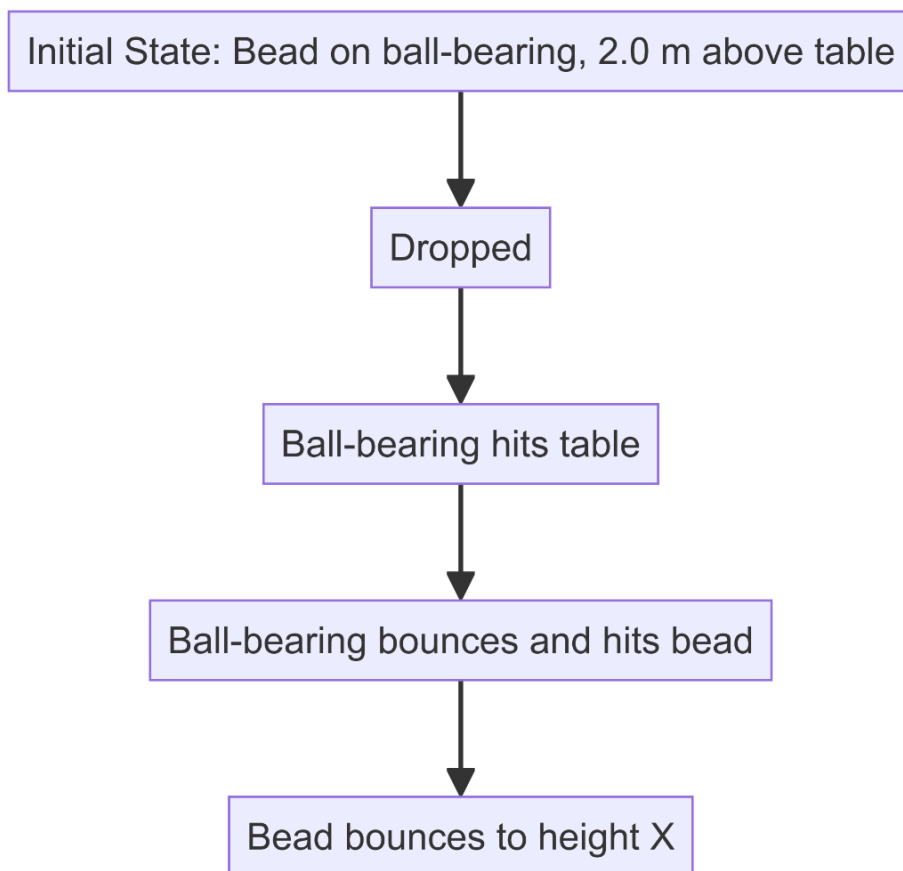 Initial State: Bead on ball-bearing, 2.0 m above table
Dropped
Ball-bearing hits table
Ball-bearing bounces and hits bead
Bead bounces to height X